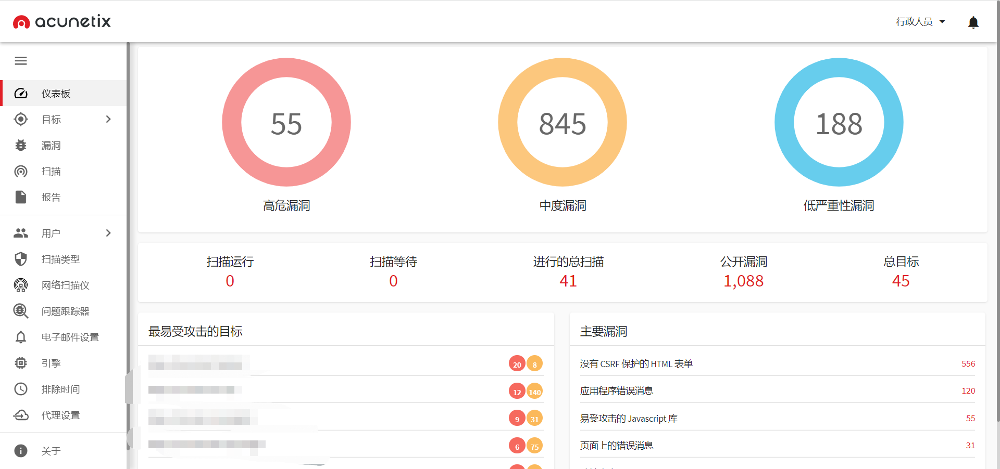 acunetix
行政人员
仪表板
目标
漏洞
扫描
报告
用户
扫描类型
网络扫描仪
问题跟踪器
电子邮件设置
引擎
排除时间
代理设置
关于
55
高危漏洞
845
中度漏洞
188
低严重性漏洞
扫描运行
0
扫描等待
0
进行的总扫描
41
公开漏洞
1,088
总目标
45
最易受攻击的目标
20 8
12 140
9 31
6 75
主要漏洞
没有 CSRF 保护的 HTML 表单 556
应用程序错误消息 120
易受攻击的 Javascript 库 55
页面上的错误消息 31